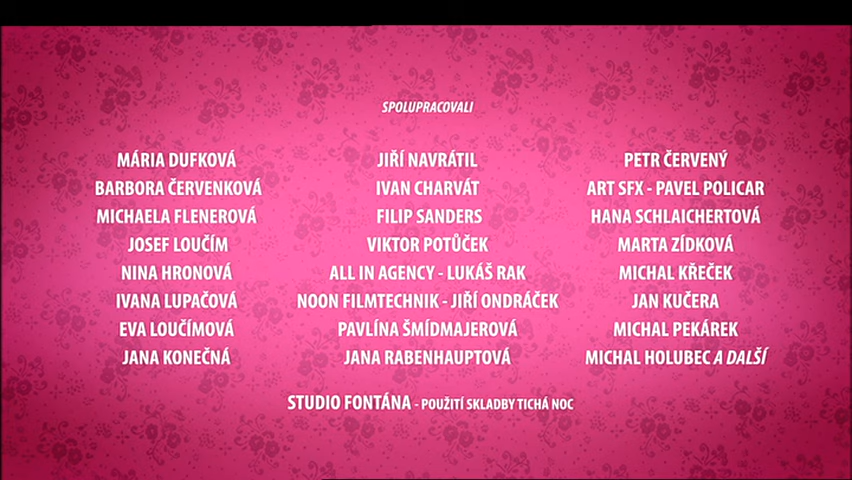 SPOLUPRACOVALI
MÁRIA DUFKOVÁ
BARBORA ČERVENKOVÁ
MICHAELA FLENEROVÁ
JOSEF LOUČÍM
NINA HRONOVÁ
IVANA LUPAČOVÁ
EVA LOUČÍMOVÁ
JANA KONEČNÁ
JIŘÍ NAVRÁTIL
IVAN CHARVÁT
FILIP SANDERS
VIKTOR POTŮČEK
ALL IN AGENCY - LUKÁŠ RAK
NOON FILMTECHNIK - JIŘÍ ONDRÁČEK
PAVLÍNA ŠMÍDMAJEROVÁ
JANA RABENHAUPTOVÁ
PETR ČERVENÝ
ART SFX - PAVEL POLICAR
HANA SCHLAICHERTOVÁ
MARTA ZÍDKOVÁ
MICHAL KŘEČEK
JAN KUČERA
MICHAL PEKÁREK
MICHAL HOLUBEC A DALŠÍ
STUDIO FONTÁNA - POUŽITÍ SKLADBY TICHÁ NOC